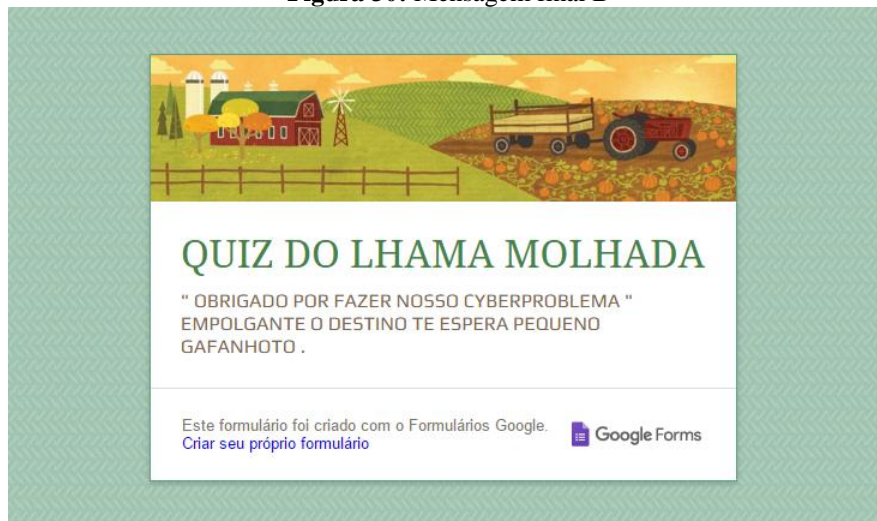 QUIZ DO LHAMA MOLHADA
" OBRIGADO POR FAZER NOSSO CYBERPROBLEMA "
EMPOLGANTE O DESTINO TE ESPERA PEQUENO
GAFANHOTO .
Este formulário foi criado com o Formulários Google.
Criar seu próprio formulário
Google Forms